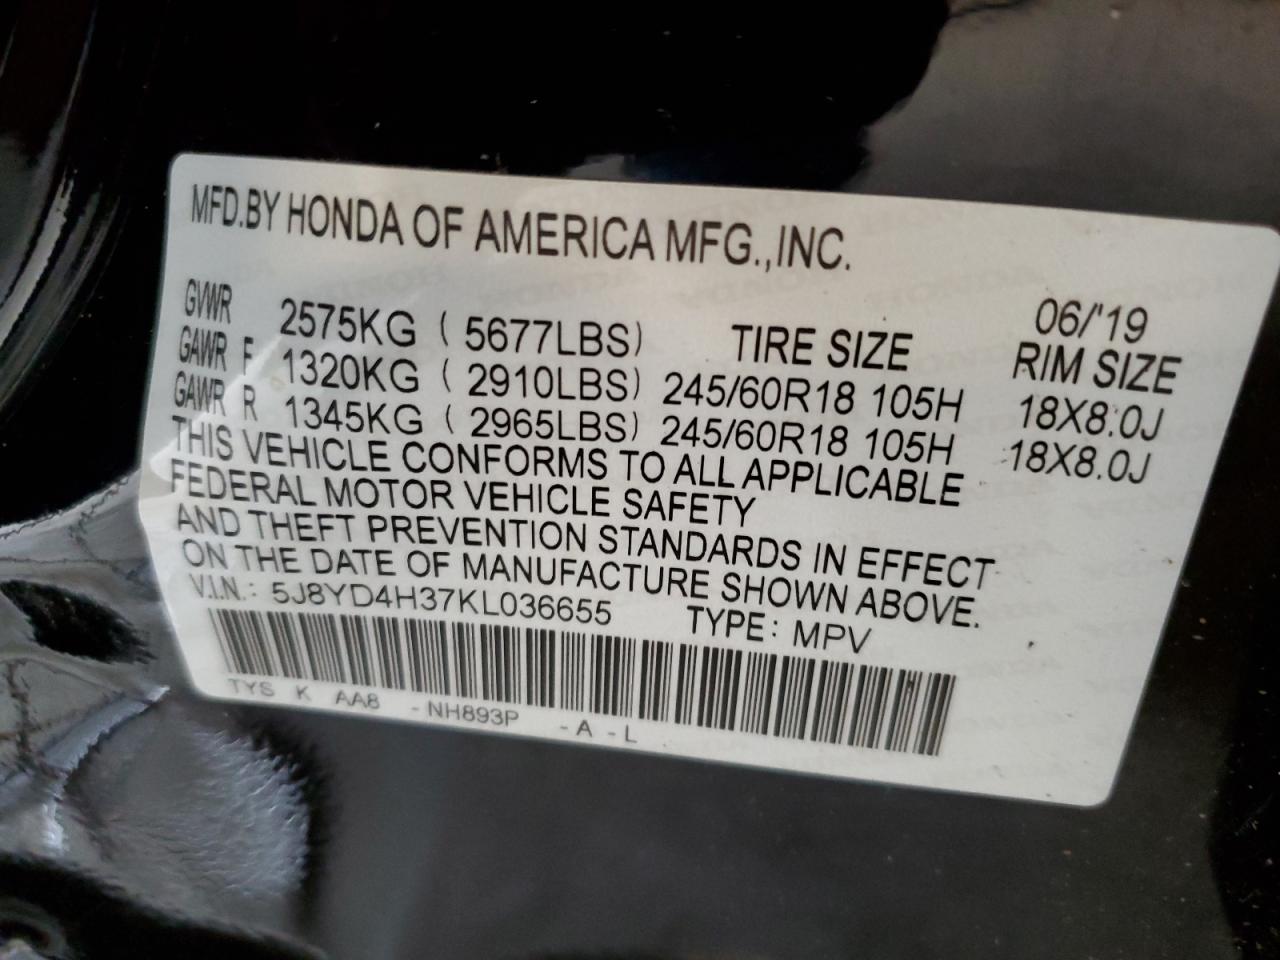 MFD.BY HONDA OF AMERICA MFG.,INC.
06/'19
GVWR 2575KG ( 5677LBS) TIRE SIZE RIM SIZE
GAWR F 1320KG ( 2910LBS) 245/60R18 105H 18X8.0J
GAWR R 1345KG ( 2965LBS) 245/60R18 105H 18X8.0J
THIS VEHICLE CONFORMS TO ALL APPLICABLE
FEDERAL MOTOR VEHICLE SAFETY
AND THEFT PREVENTION STANDARDS IN EFFECT
ON THE DATE OF MANUFACTURE SHOWN ABOVE.
V.I.N.: 5J8YD4H37KL036655 TYPE: MPV
TYS K AA8 -NH893P -A -L